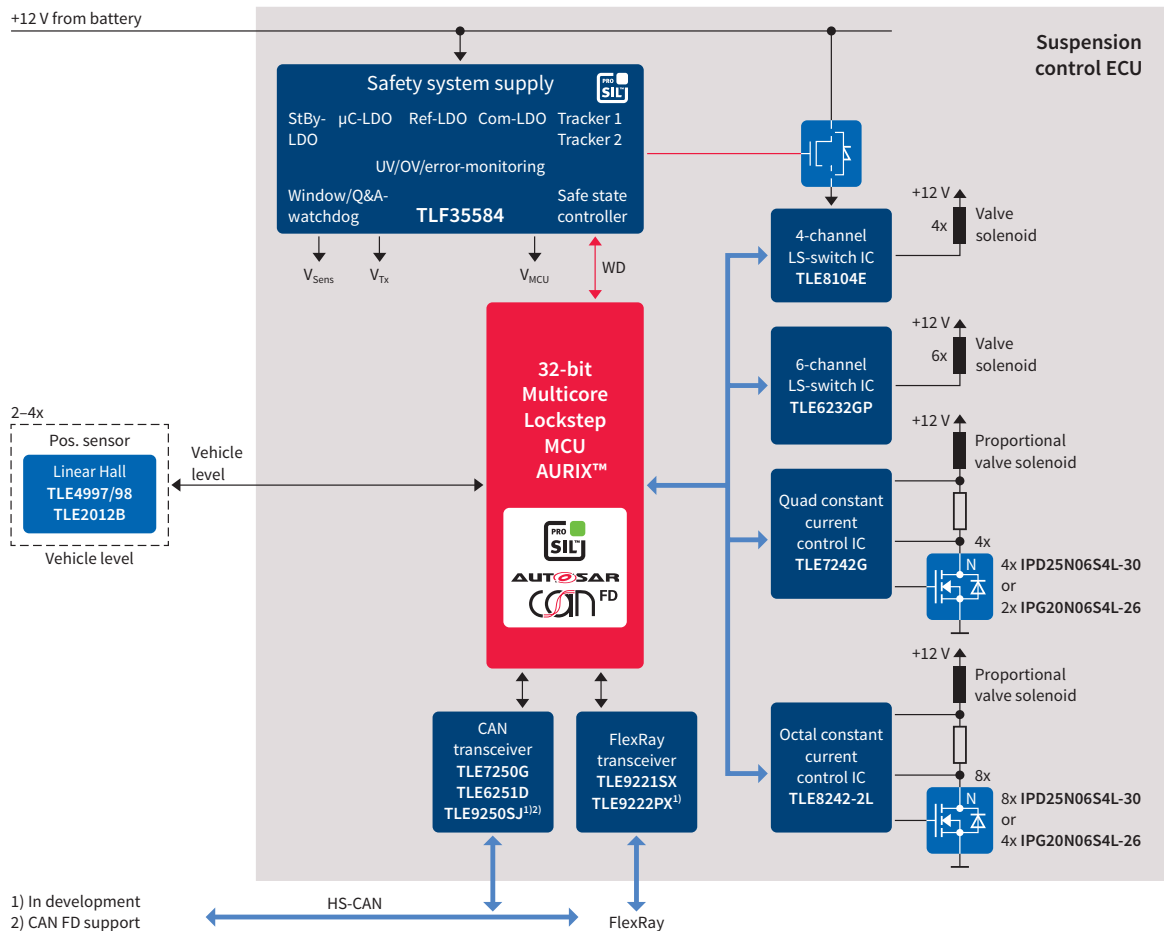 +12 V from battery
Suspension
control ECU
Safety system supply
PRO
SIL™
StBy- µC-LDO Ref-LDO Com-LDO Tracker 1
LDO Tracker 2
UV/OV/error-monitoring
Window/Q&A- Safe state
watchdog TLF35584 controller
VSens
VTx
VMCU
WD
4-channel
LS-switch IC
TLE8104E
+12 V
4x
Valve
solenoid
32-bit
Multicore
Lockstep
MCU
AURIX™
PRO
SIL™
AUTOSAR
CAN FD
6-channel
LS-switch IC
TLE6232GP
+12 V
6x
Valve
solenoid
2–4x
Pos. sensor
Linear Hall
TLE4997/98
TLE2012B
Vehicle level
Vehicle
level
Quad constant
current
control IC
TLE7242G
+12 V
Proportional
valve solenoid
4x
N
4x IPD25N06S4L-30
or
2x IPG20N06S4L-26
CAN
transceiver
TLE7250G
TLE6251D
TLE9250SJ1)2)
FlexRay
transceiver
TLE9221SX
TLE9222PX1)
Octal constant
current
control IC
TLE8242-2L
+12 V
Proportional
valve solenoid
8x
N
8x IPD25N06S4L-30
or
4x IPG20N06S4L-26
1) In development
2) CAN FD support
HS-CAN
FlexRay